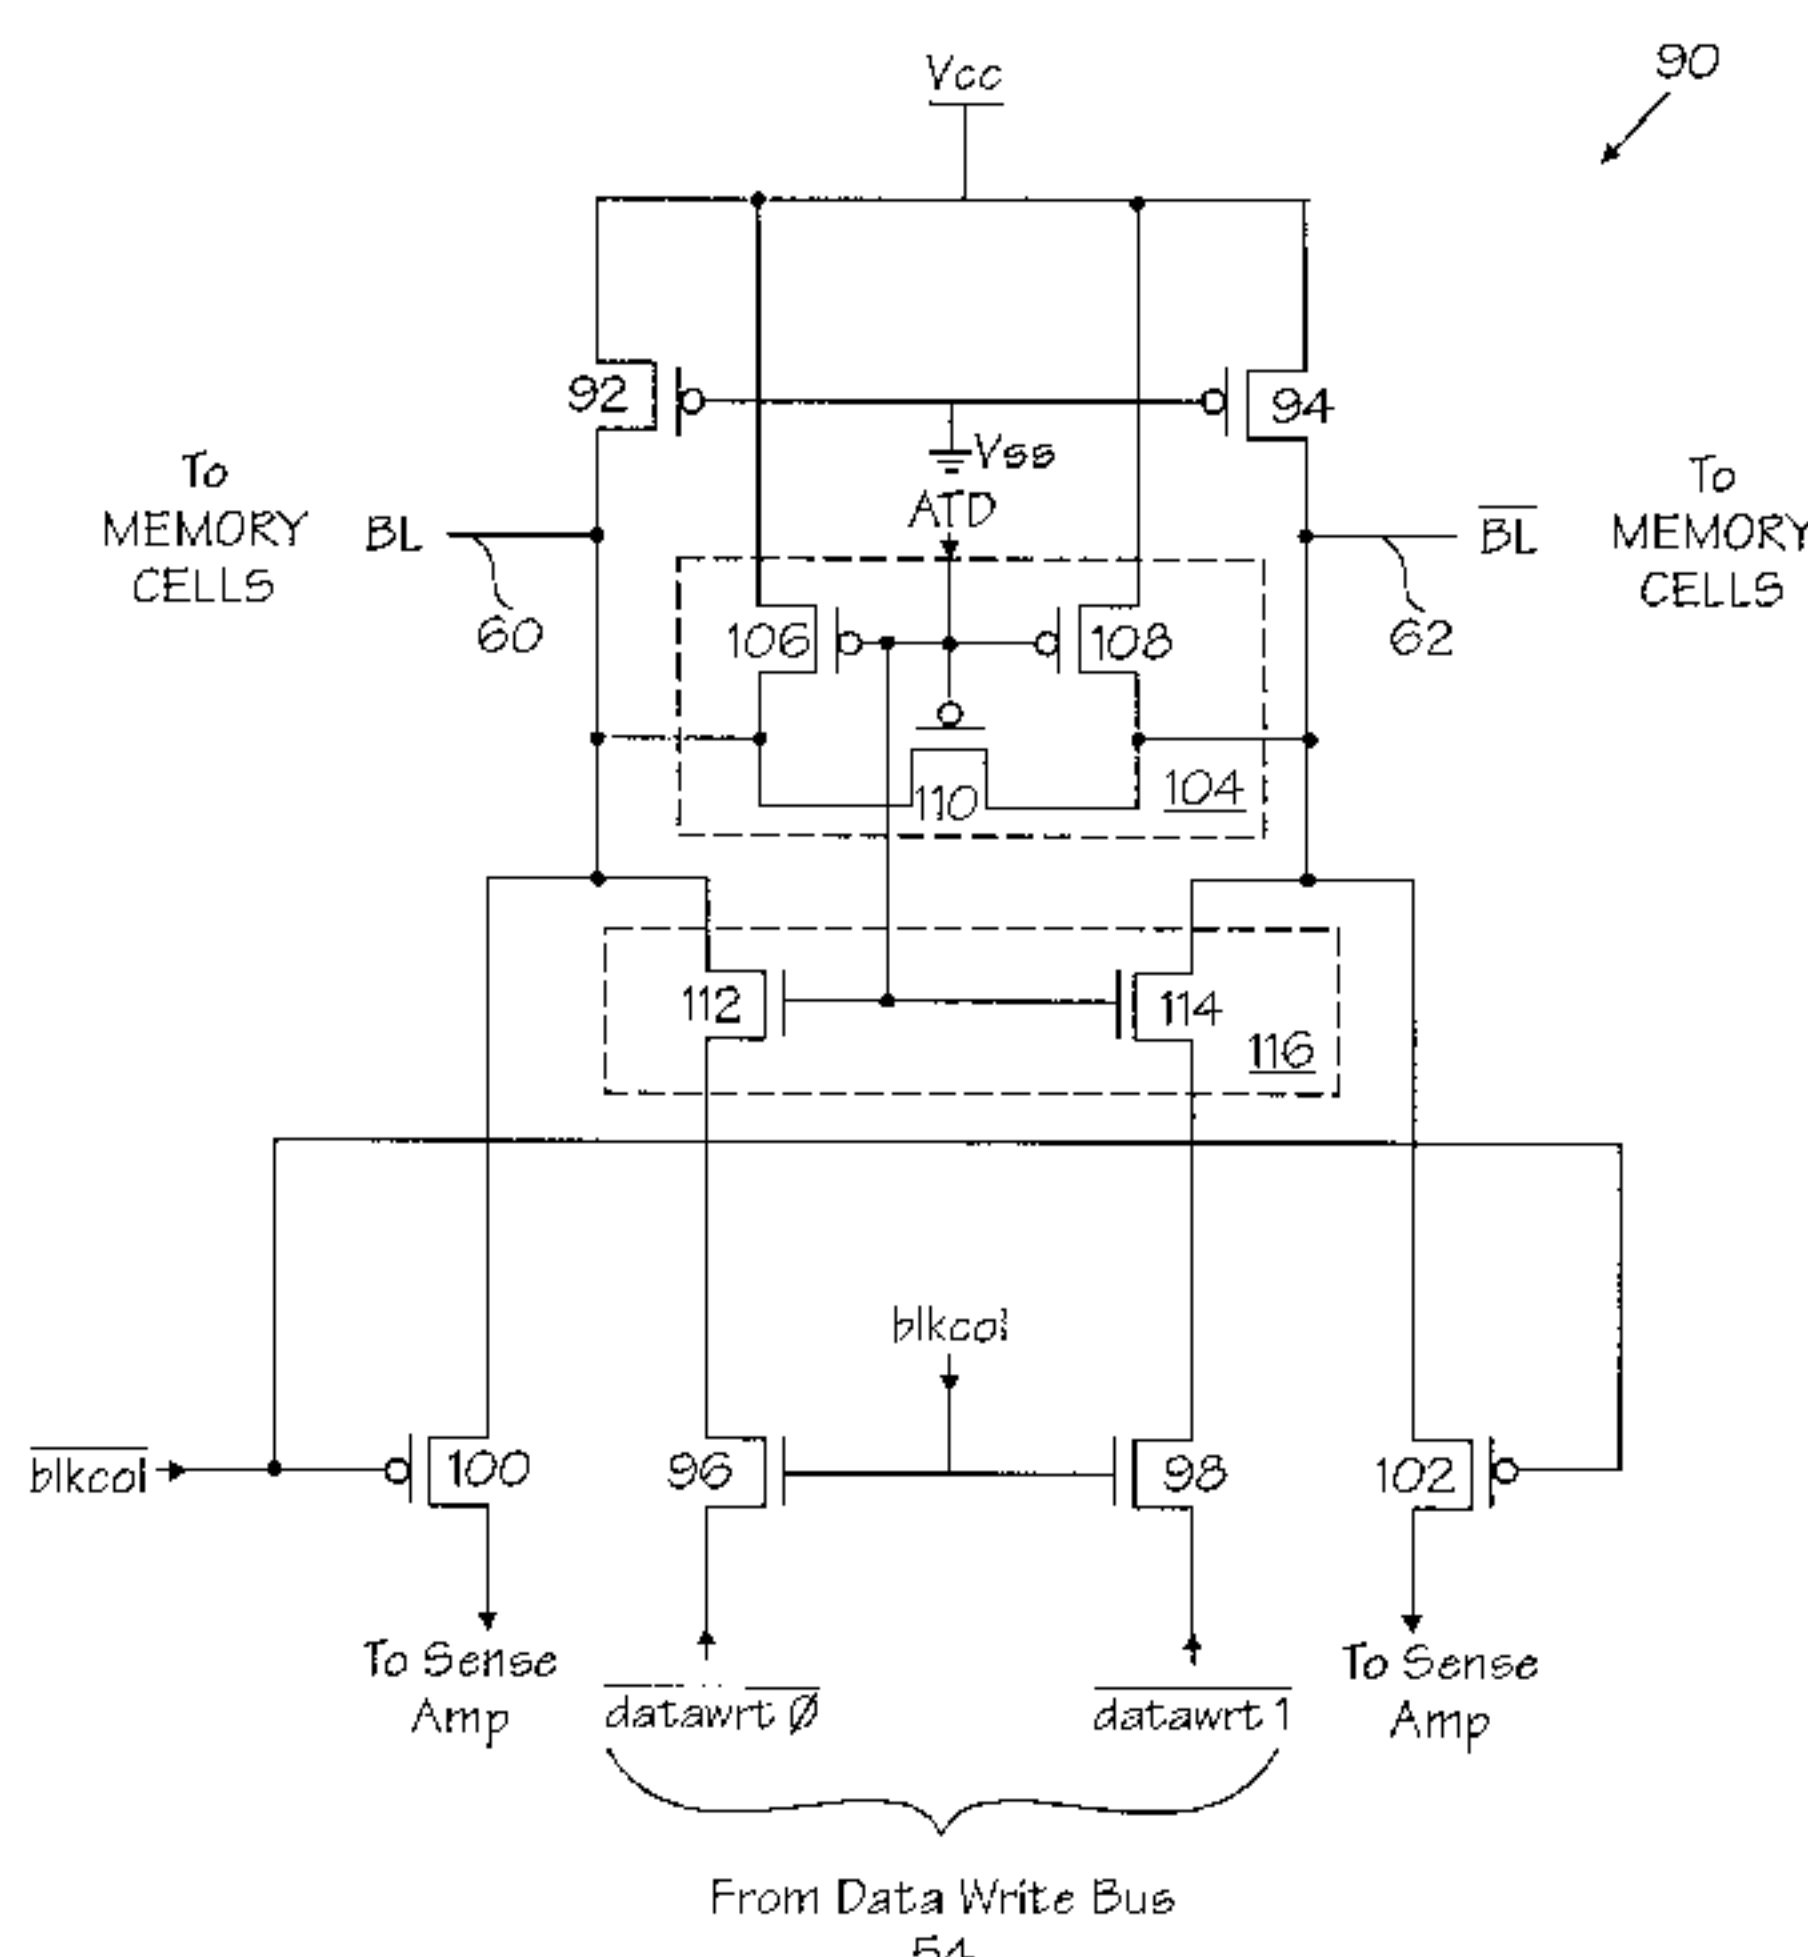 90
Vcc
92
94
Vss
ATD
To
MEMORY
CELLS
BL
60
BL
62
To
MEMORY
CELLS
106
108
110
104
112
114
116
blkcol
blkcol
100
96
98
102
To Sense
Amp
datawrt Ø
datawrt 1
To Sense
Amp
From Data Write Bus
54